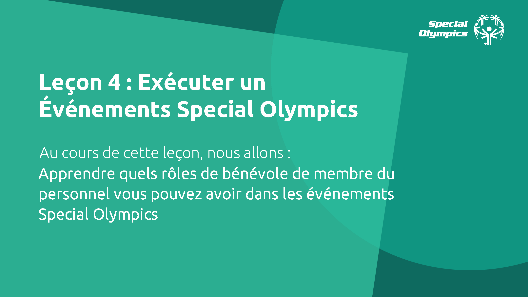 Special
Olympics
Leçon 4 : Exécuter un
Événements Special Olympics
Au cours de cette leçon, nous allons :
Apprendre quels rôles de bénévole de membre du
personnel vous pouvez avoir dans les événements
Special Olympics